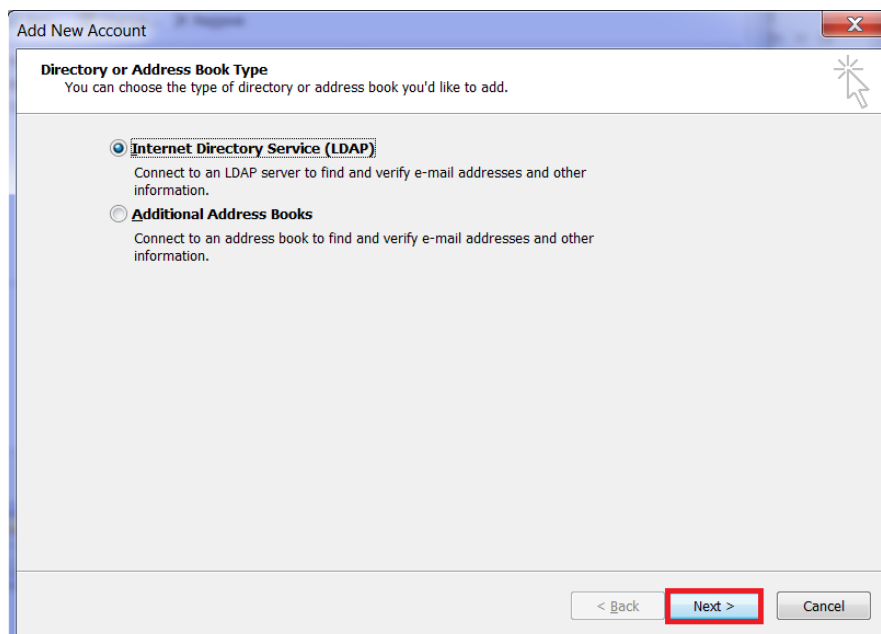 Add New Account
Directory or Address Book Type
You can choose the type of directory or address book you'd like to add.
Internet Directory Service (LDAP)
Connect to an LDAP server to find and verify e-mail addresses and other
information.
Additional Address Books
Connect to an address book to find and verify e-mail addresses and other
information.
< Back Next > Cancel